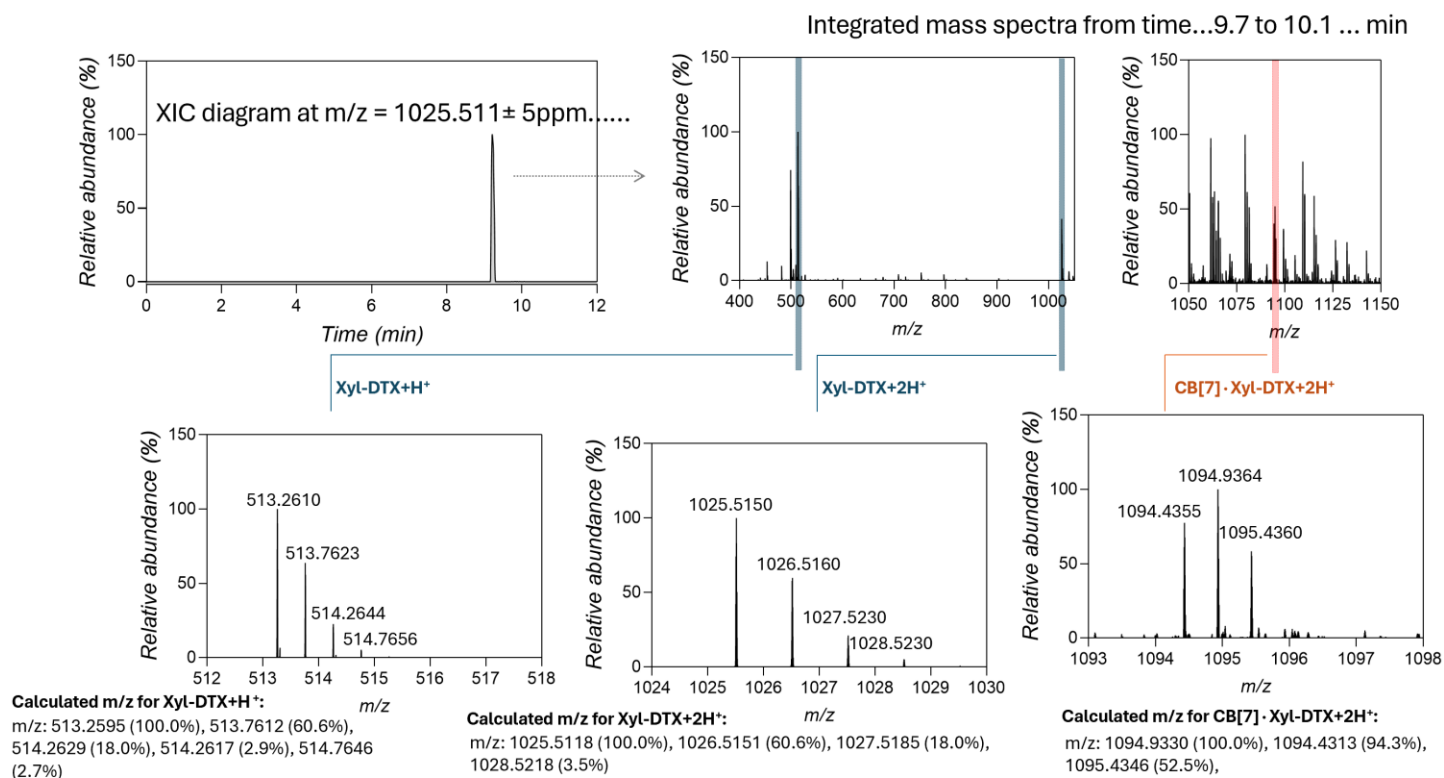 Integrated mass spectra from time...9.7 to 10.1 ... min
Relative abundance (%)
150
100
50
0
XIC diagram at m/z = 1025.511± 5ppm......
0 2 4 6 8 10 12
Time (min)
Relative abundance (%)
150
100
50
0
400 500 600 700 800 900 1000
m/z
Relative abundance (%)
150
100
50
0
1050 1075 1100 1125 1150
m/z
Xyl-DTX+H⁺
Xyl-DTX+2H⁺
CB[7]·Xyl-DTX+2H⁺
Relative abundance (%)
150
100
50
0
513.2610
513.7623
514.2644
514.7656
512 513 514 515 516 517 518
m/z
Calculated m/z for Xyl-DTX+H⁺:
m/z: 513.2595 (100.0%), 513.7612 (60.6%),
514.2629 (18.0%), 514.2617 (2.9%), 514.7646
(2.7%)
Relative abundance (%)
150
100
50
0
1025.5150
1026.5160
1027.5230
1028.5230
1024 1025 1026 1027 1028 1029 1030
m/z
Calculated m/z for Xyl-DTX+2H⁺:
m/z: 1025.5118 (100.0%), 1026.5151 (60.6%), 1027.5185 (18.0%),
1028.5218 (3.5%)
Relative abundance (%)
150
100
50
0
1094.9364
1094.4355
1095.4360
1093 1094 1095 1096 1097 1098
m/z
Calculated m/z for CB[7]·Xyl-DTX+2H⁺:
m/z: 1094.9330 (100.0%), 1094.4313 (94.3%),
1095.4346 (52.5%),